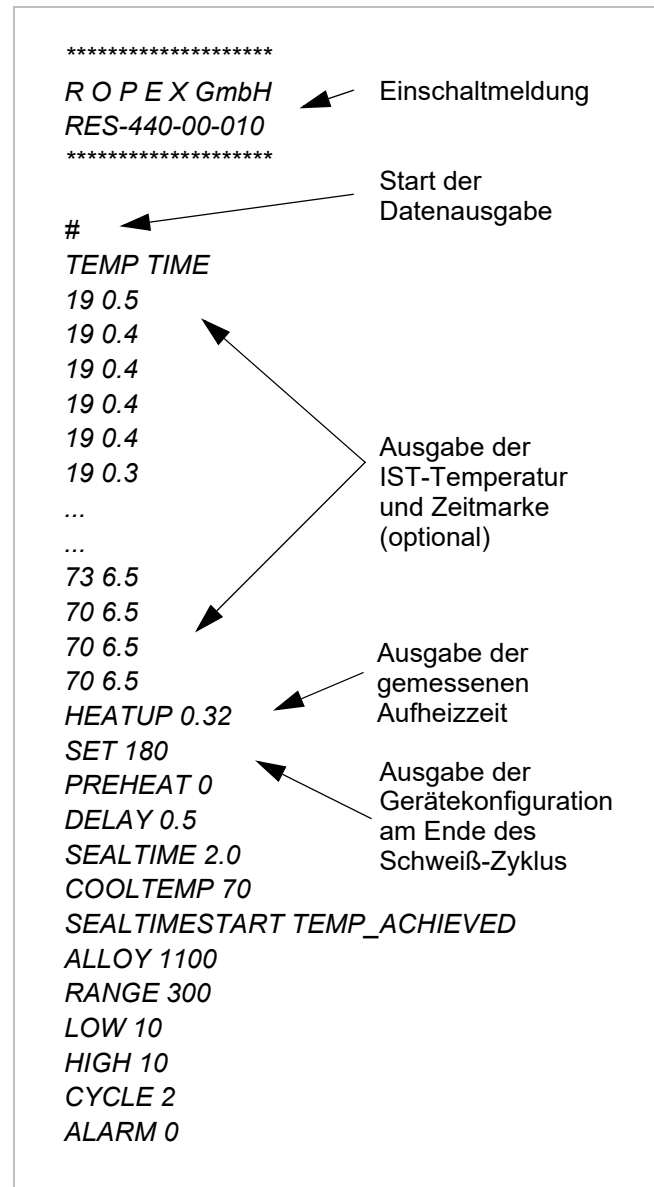 ********************
R O P E X GmbH
RES-440-00-010
********************
Einschaltmeldung
Start der
Datenausgabe
#
TEMP TIME
19 0.5
19 0.4
19 0.4
19 0.4
19 0.4
19 0.3
...
...
73 6.5
70 6.5
70 6.5
70 6.5
Ausgabe der
IST-Temperatur
und Zeitmarke
(optional)
HEATUP 0.32
Ausgabe der
gemessenen
Aufheizzeit
SET 180
PREHEAT 0
DELAY 0.5
SEALTIME 2.0
COOLTEMP 70
SEALTIMESTART TEMP_ACHIEVED
ALLOY 1100
RANGE 300
LOW 10
HIGH 10
CYCLE 2
ALARM 0
Ausgabe der
Gerätekonfiguration
am Ende des
Schweiß-Zyklus